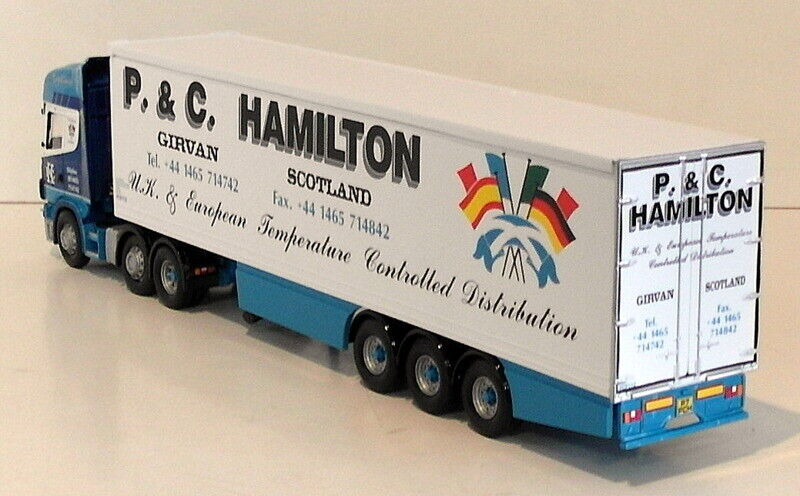 P. & C. HAMILTON
GIRVAN
SCOTLAND
Tel. +44 1465 714742
Fax. +44 1465 714842
U.K. & European Temperature Controlled Distribution
P. & C.
HAMILTON
U.K. & European Temperature
Controlled Distribution
GIRVAN SCOTLAND
Tel. Fax.
+44 1465 +44 1465
714742 714842